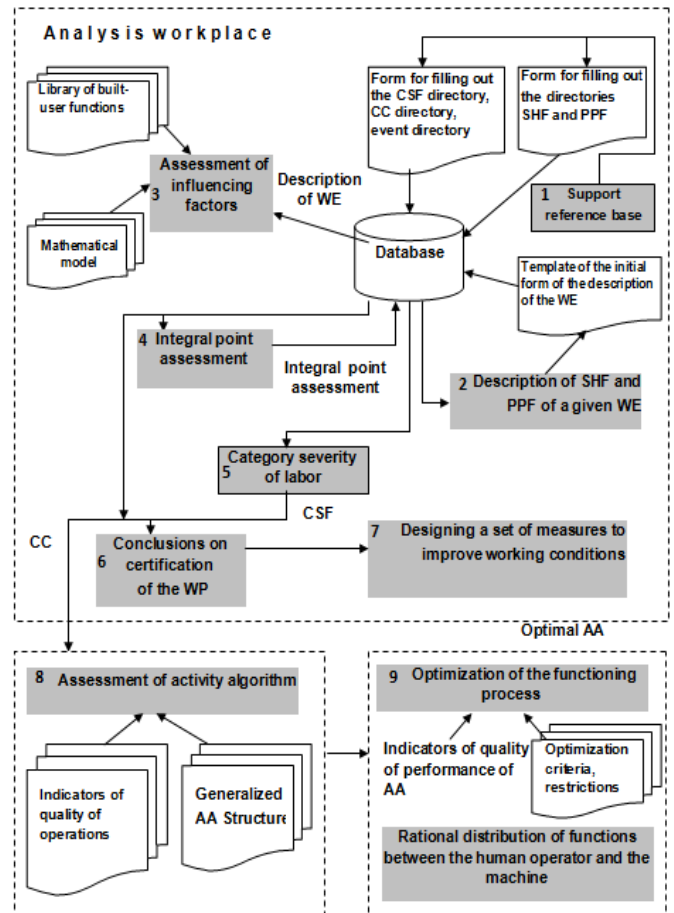 Analysis workplace
Library of built-
user functions
Form for filling out
the CSF directory,
CC directory,
event directory
Form for filling out
the directories
SHF and PPF
3 Assessment of
influencing
factors
Description
of WE
1 Support
reference base
Mathematical
model
Database
Template of the initial
form of the description
of the WE
4 Integral point
assessment
Integral point
assessment
2 Description of SHF and
PPF of a given WE
5 Category severity
of labor
CSF
CC
6 Conclusions on
certification
of the WP
7 Designing a set of measures to
improve working conditions
Optimal AA
8 Assessment of activity algorithm
Indicators of
quality of
operations
Generalized
AA Structure
9 Optimization of the functioning
process
Indicators of quality
of performance of
AA
Optimization
criteria,
restrictions
Rational distribution of functions
between the human operator and the
machine